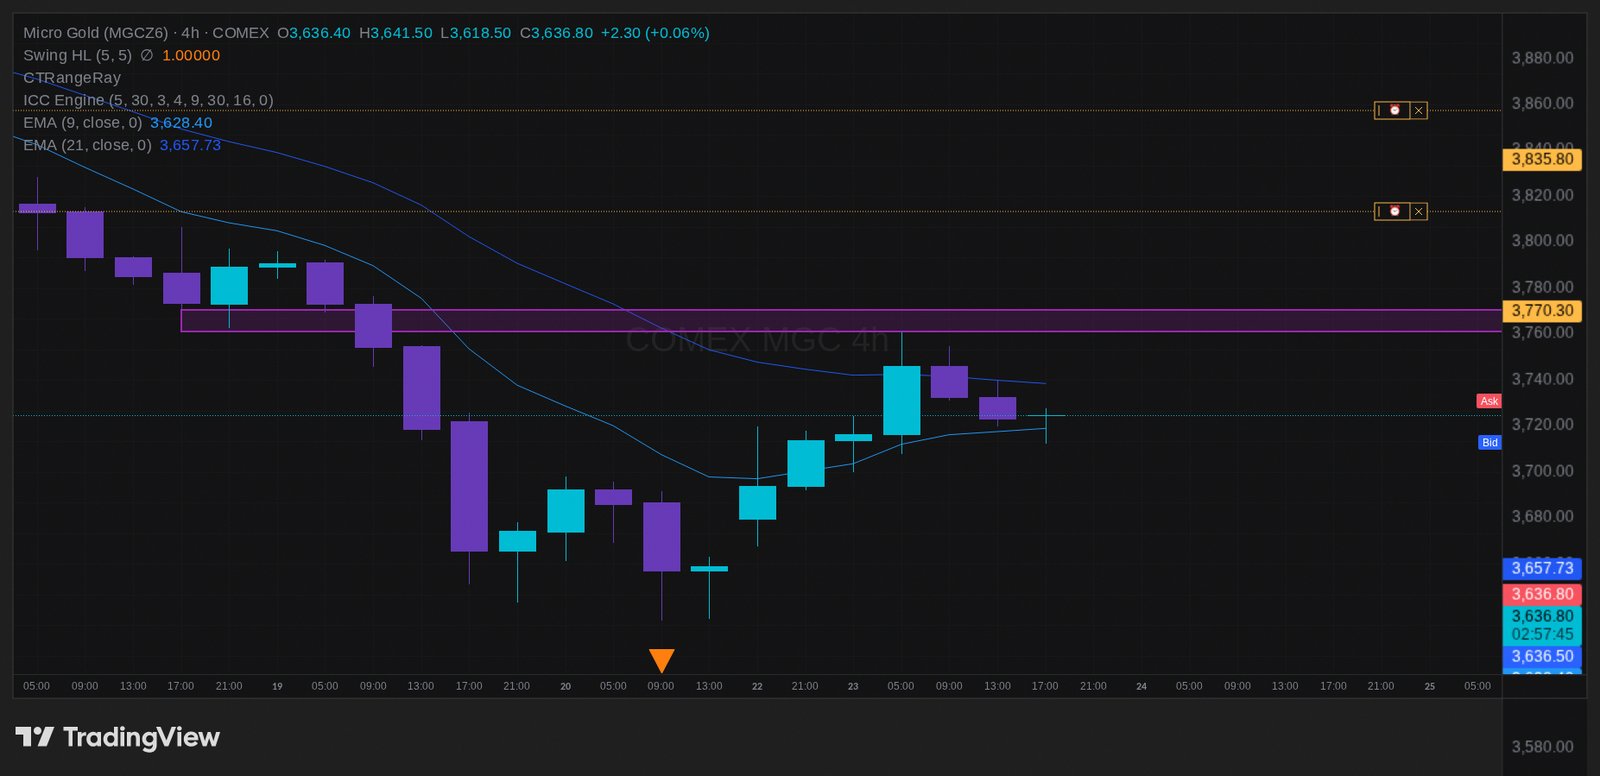 Micro Gold (MGCZ6) · 4h · COMEX O3,636.40 H3,641.50 L3,618.50 C3,636.80 +2.30 (+0.06%)
Swing HL (5, 5) ∅ 1.00000
CTRangeRay
ICC Engine (5, 30, 3, 4, 9, 30, 16, 0)
EMA (9, close, 0) 3,628.40
EMA (21, close, 0) 3,657.73
COMEX MGC 4h
3,880.00
3,860.00
3,840.00
3,835.80
3,820.00
3,800.00
3,780.00
3,770.30
3,760.00
3,740.00
Ask
3,720.00
Bid
3,700.00
3,680.00
3,657.73
3,636.80
3,636.80
02:57:45
3,636.50
3,580.00
05:00 09:00 13:00 17:00 21:00 19 05:00 09:00 13:00 17:00 21:00 20 05:00 09:00 13:00 22 21:00 23 05:00 09:00 13:00 17:00 21:00 24 05:00 09:00 13:00 17:00 21:00 25 05:00
TradingView